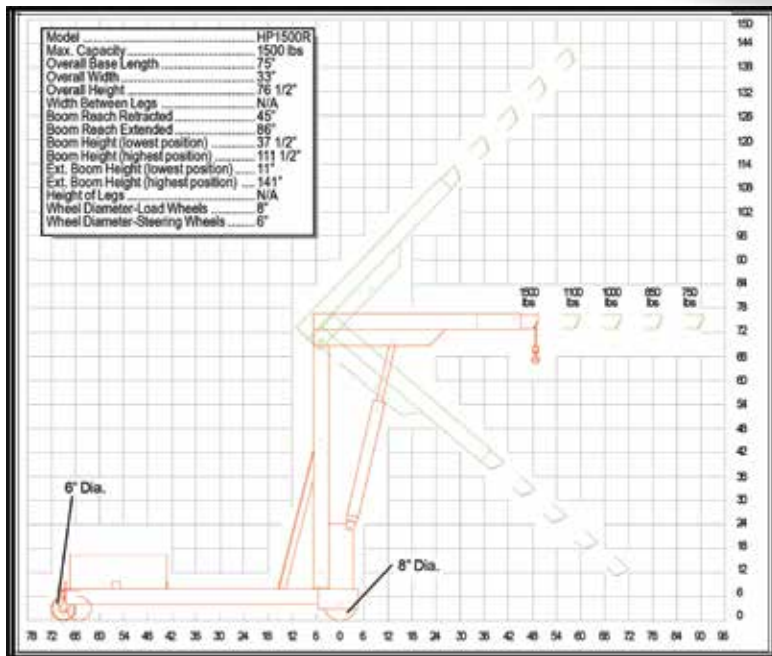 Model HP1500R
Max. Capacity 1500 lbs
Overall Base Length 75"
Overall Width 33"
Overall Height 76 1/2"
Width Between Legs N/A
Boom Reach Retracted 45"
Boom Reach Extended 86"
Boom Height (lowest position) 37 1/2"
Boom Height (highest position) 111 1/2"
Ext. Boom Height (lowest position) 11"
Ext. Boom Height (highest position) 141"
Height of Legs N/A
Wheel Diameter-Load Wheels 8"
Wheel Diameter-Steering Wheels 6"
150
144
138
132
126
120
114
108
102
96
90
84
1500 lbs
1100 lbs
1000 lbs
850 lbs
750 lbs
78
72
66
60
54
48
42
36
30
24
18
12
6
0
6" Dia.
8" Dia.
78 72 66 60 54 48 42 36 30 24 18 12 6 0 6 12 18 24 30 36 42 48 54 60 66 72 78 84 90 96